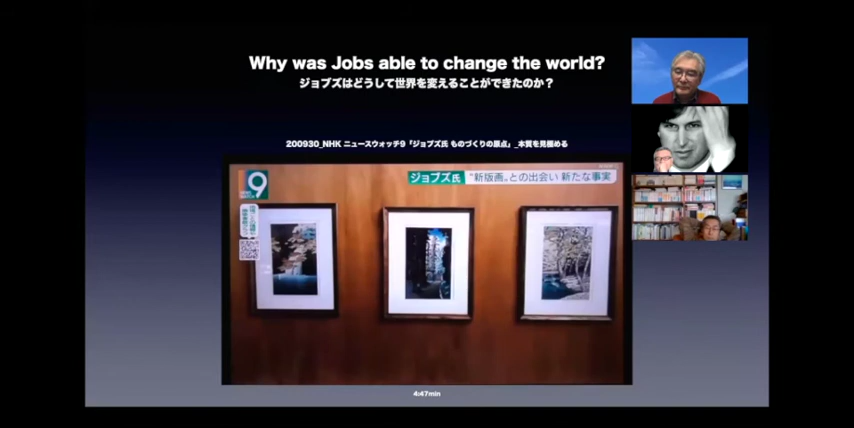 Why was Jobs able to change the world?
ジョブズはどうして世界を変えることができたのか？
200930_NHK ニュースウォッチ9「ジョブズ氏 ものづくりの原点」_本質を見極める
9
ジョブズ氏 “新版画”との出会い 新たな事実
4:47min